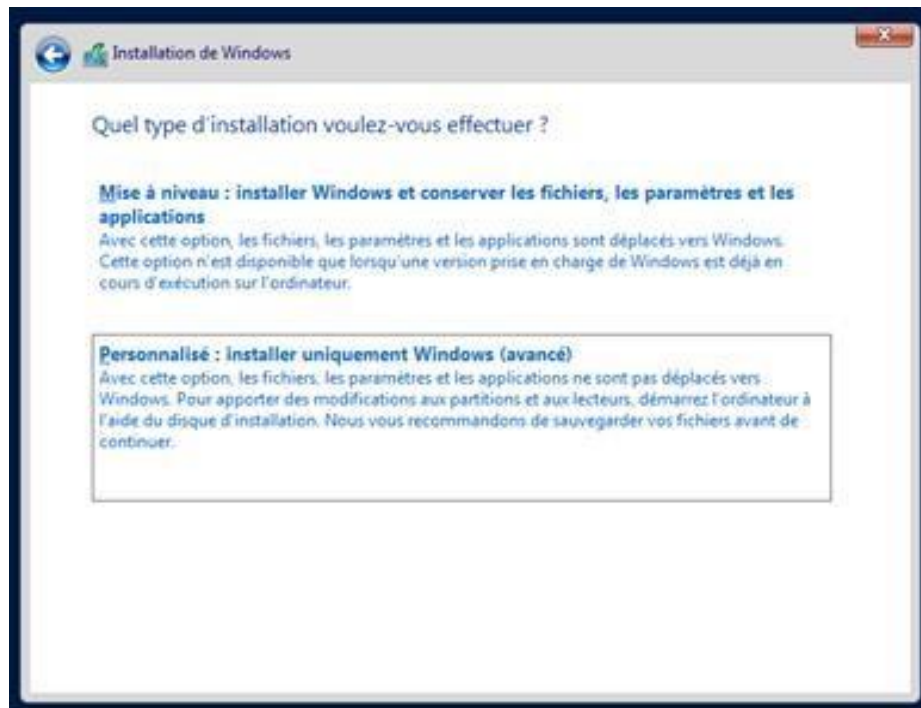 Installation de Windows
Quel type d'installation voulez-vous effectuer ?
Mise à niveau : installer Windows et conserver les fichiers, les paramètres et les
applications
Avec cette option, les fichiers, les paramètres et les applications sont déplacés vers Windows.
Cette option n'est disponible que lorsqu'une version prise en charge de Windows est déjà en
cours d'exécution sur l'ordinateur.
Personnalisé : installer uniquement Windows (avancé)
Avec cette option, les fichiers, les paramètres et les applications ne sont pas déplacés vers
Windows. Pour apporter des modifications aux partitions et aux lecteurs, démarrez l'ordinateur à
l'aide du disque d'installation. Nous vous recommandons de sauvegarder vos fichiers avant de
continuer.